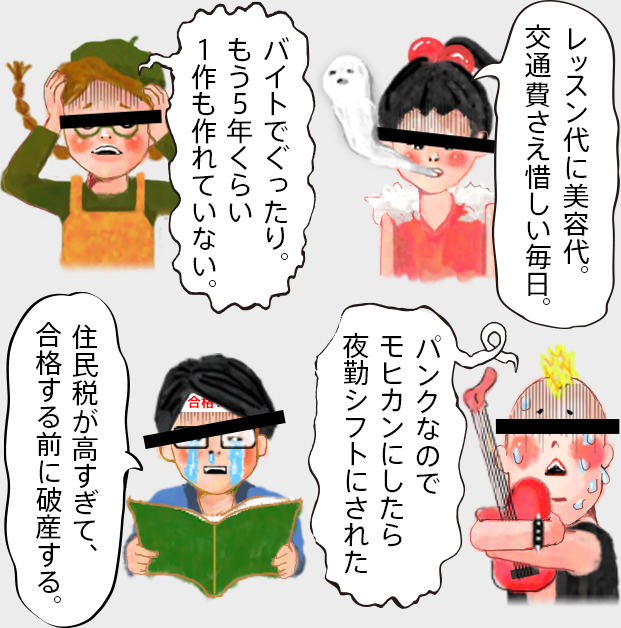 バイトでぐったり。
もう5年くらい
1作も作れていない。
レッスン代に美容代。
交通費さえ惜しい毎日。
住民税が高すぎて、
合格する前に破産する。
合格
パンクなので
モヒカンにしたら
夜勤シフトにされた